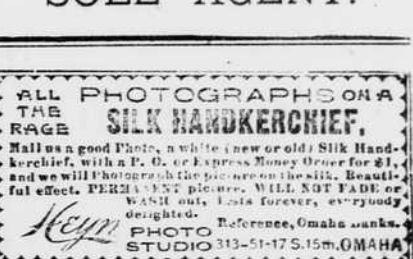 SOLE AGENT.
ALL PHOTOGRAPHS ON A
THE
RAGE SILK HANDKERCHIEF.
Mail us a good Photo, a white (new or old) Silk Hand-
kerchief, with a P. O. or Express Money Order for $1,
and we will Photograph the picture on the silk. Beauti-
ful effect. PERMANENT picture. WILL NOT FADE or
WASH out, Lasts forever, everybody
delighted.
Heyn PHOTO Reference, Omaha Banks.
STUDIO 313-51-17 S.15th, OMAHA